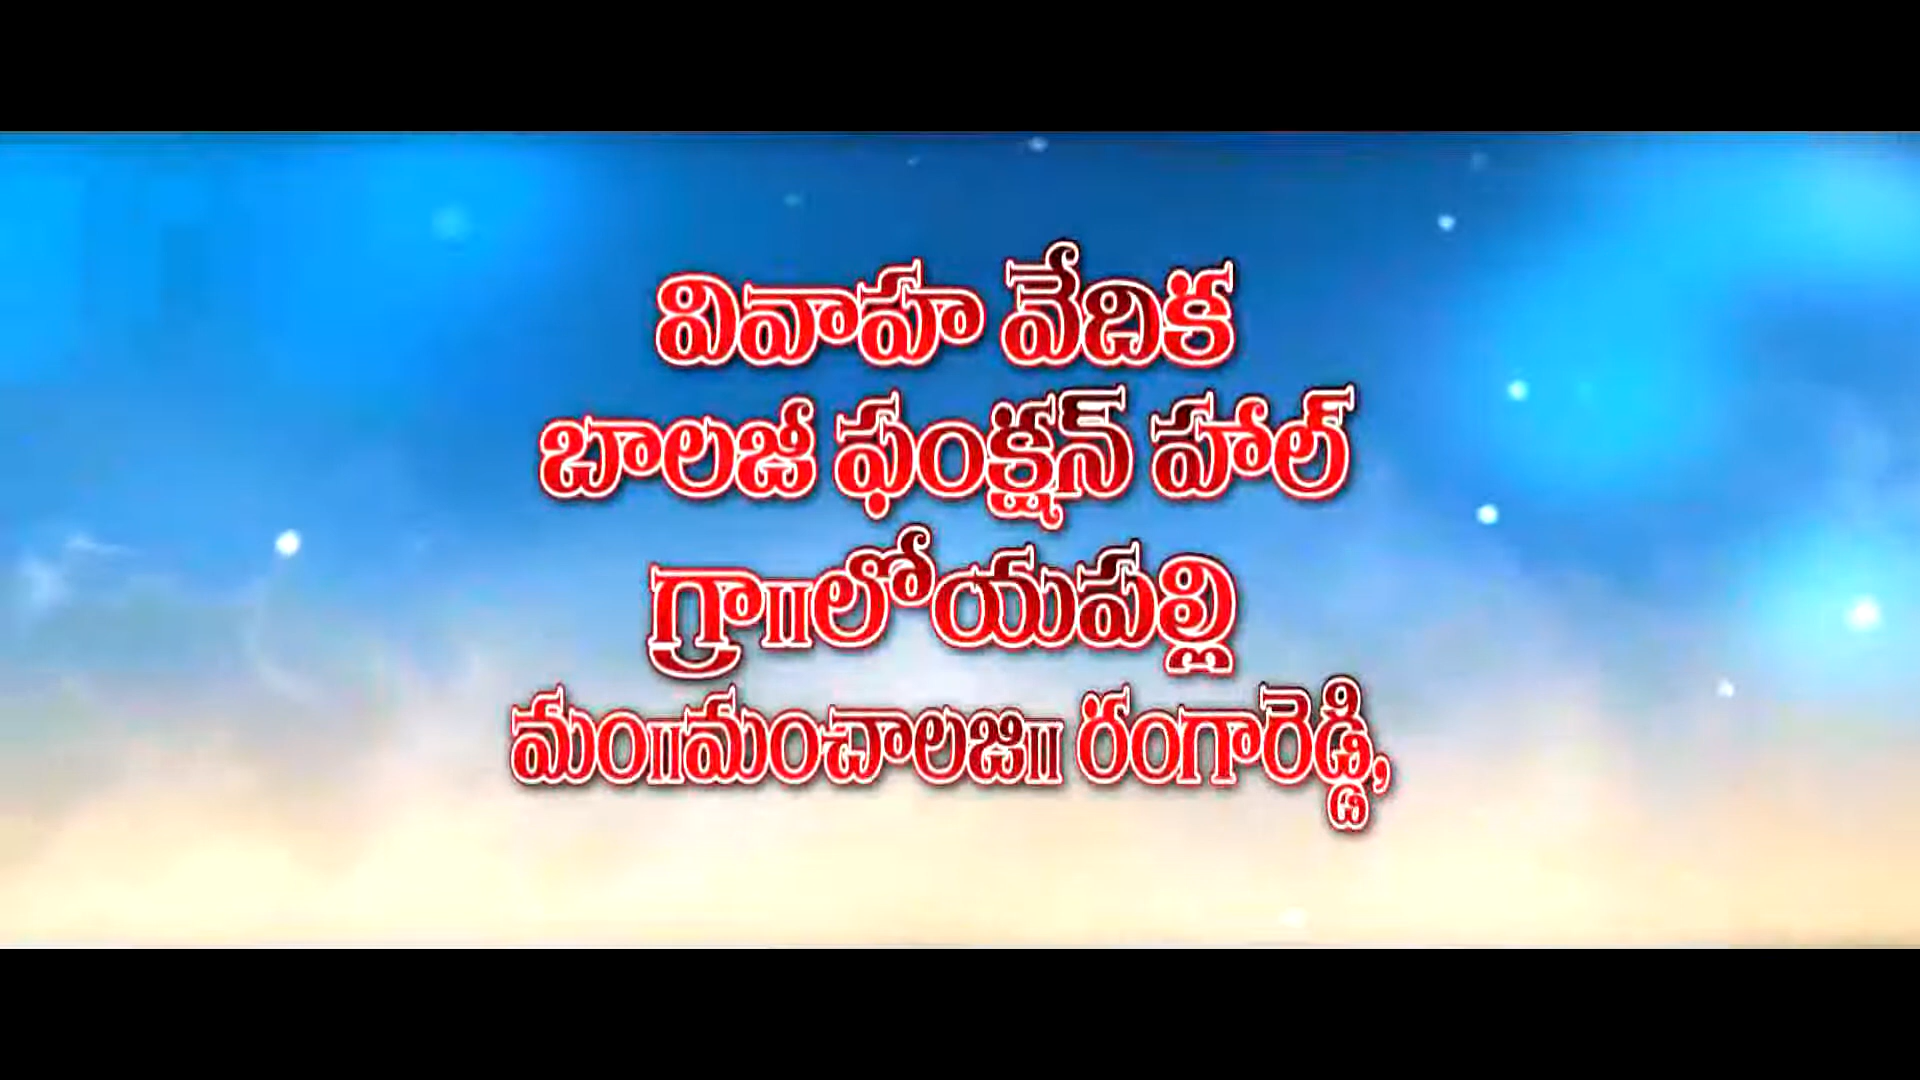 వివాహ వేదిక
బాలజీ ఫంక్షన్ హాల్
గ్రా॥లోయపల్లి
మం॥మంచాలజి॥ రంగారెడ్డి,